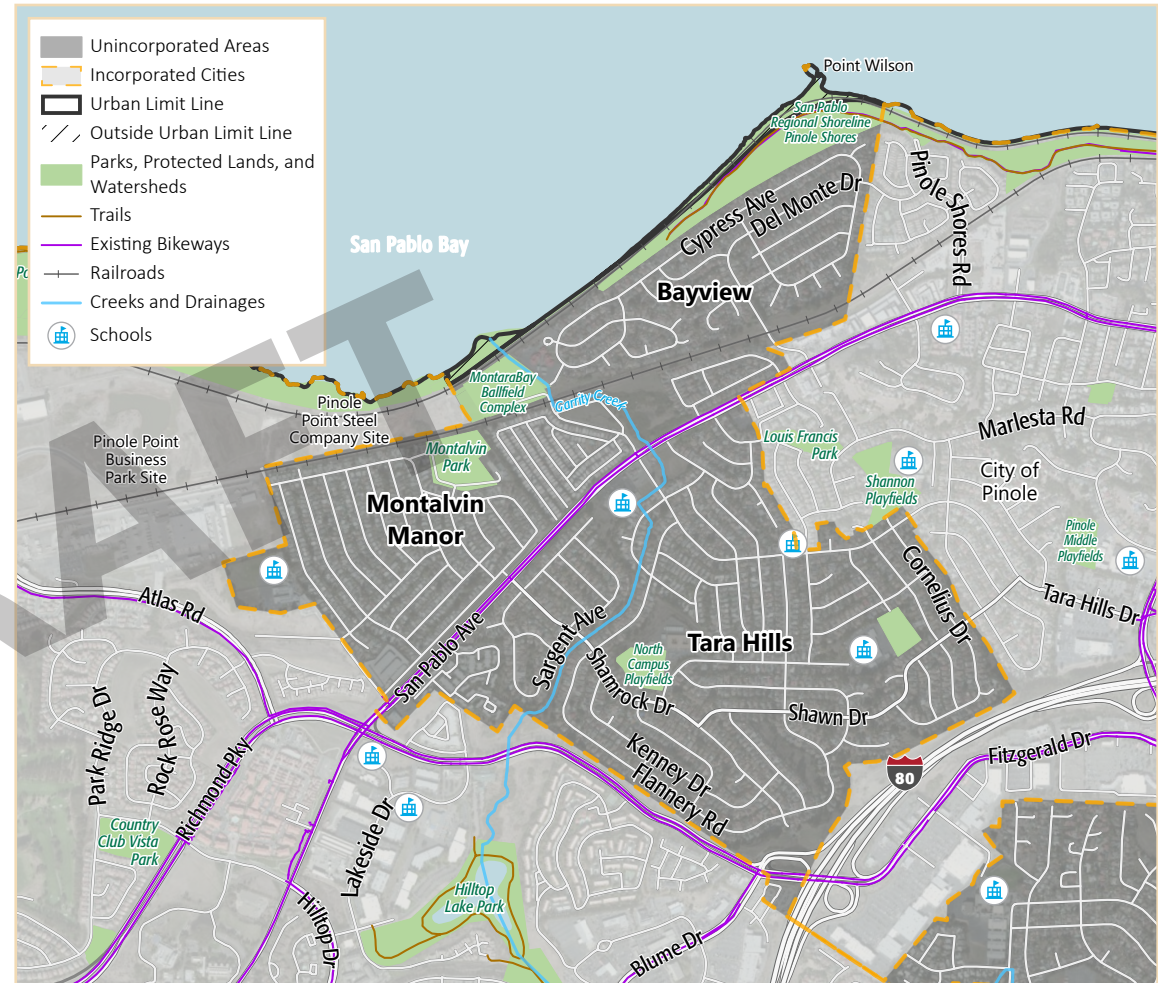 Unincorporated Areas
Incorporated Cities
Urban Limit Line
Outside Urban Limit Line
Parks, Protected Lands, and
Watersheds
Trails
Existing Bikeways
Railroads
Creeks and Drainages
Schools
Point Wilson
San Pablo
Regional Shoreline
Pinole Shores
Pinole Shores Rd
Cypress Ave
Del Monte Dr
San Pablo Bay
Bayview
MontaraBay
Ballfield
Complex
Garrity Creek
Pinole
Point Steel
Company Site
Pinole Point
Business
Park Site
Montalvin
Park
Louis Francis
Park
Marlesta Rd
Shannon
Playfields
City of
Pinole
Montalvin
Manor
Pinole
Middle
Playfields
Atlas Rd
Cornelius Dr
Tara Hills Dr
San Pablo Ave
Sargent Ave
North
Campus
Playfields
Tara Hills
Shamrock Dr
Shawn Dr
Park Ridge Dr
Rock Rose Way
Richmond Pky
Kenney Dr
Flannery Rd
80
Fitzgerald Dr
Country
Club Vista
Park
Lakeside Dr
Hilltop
Lake Park
Hilltop Dr
Blume Dr